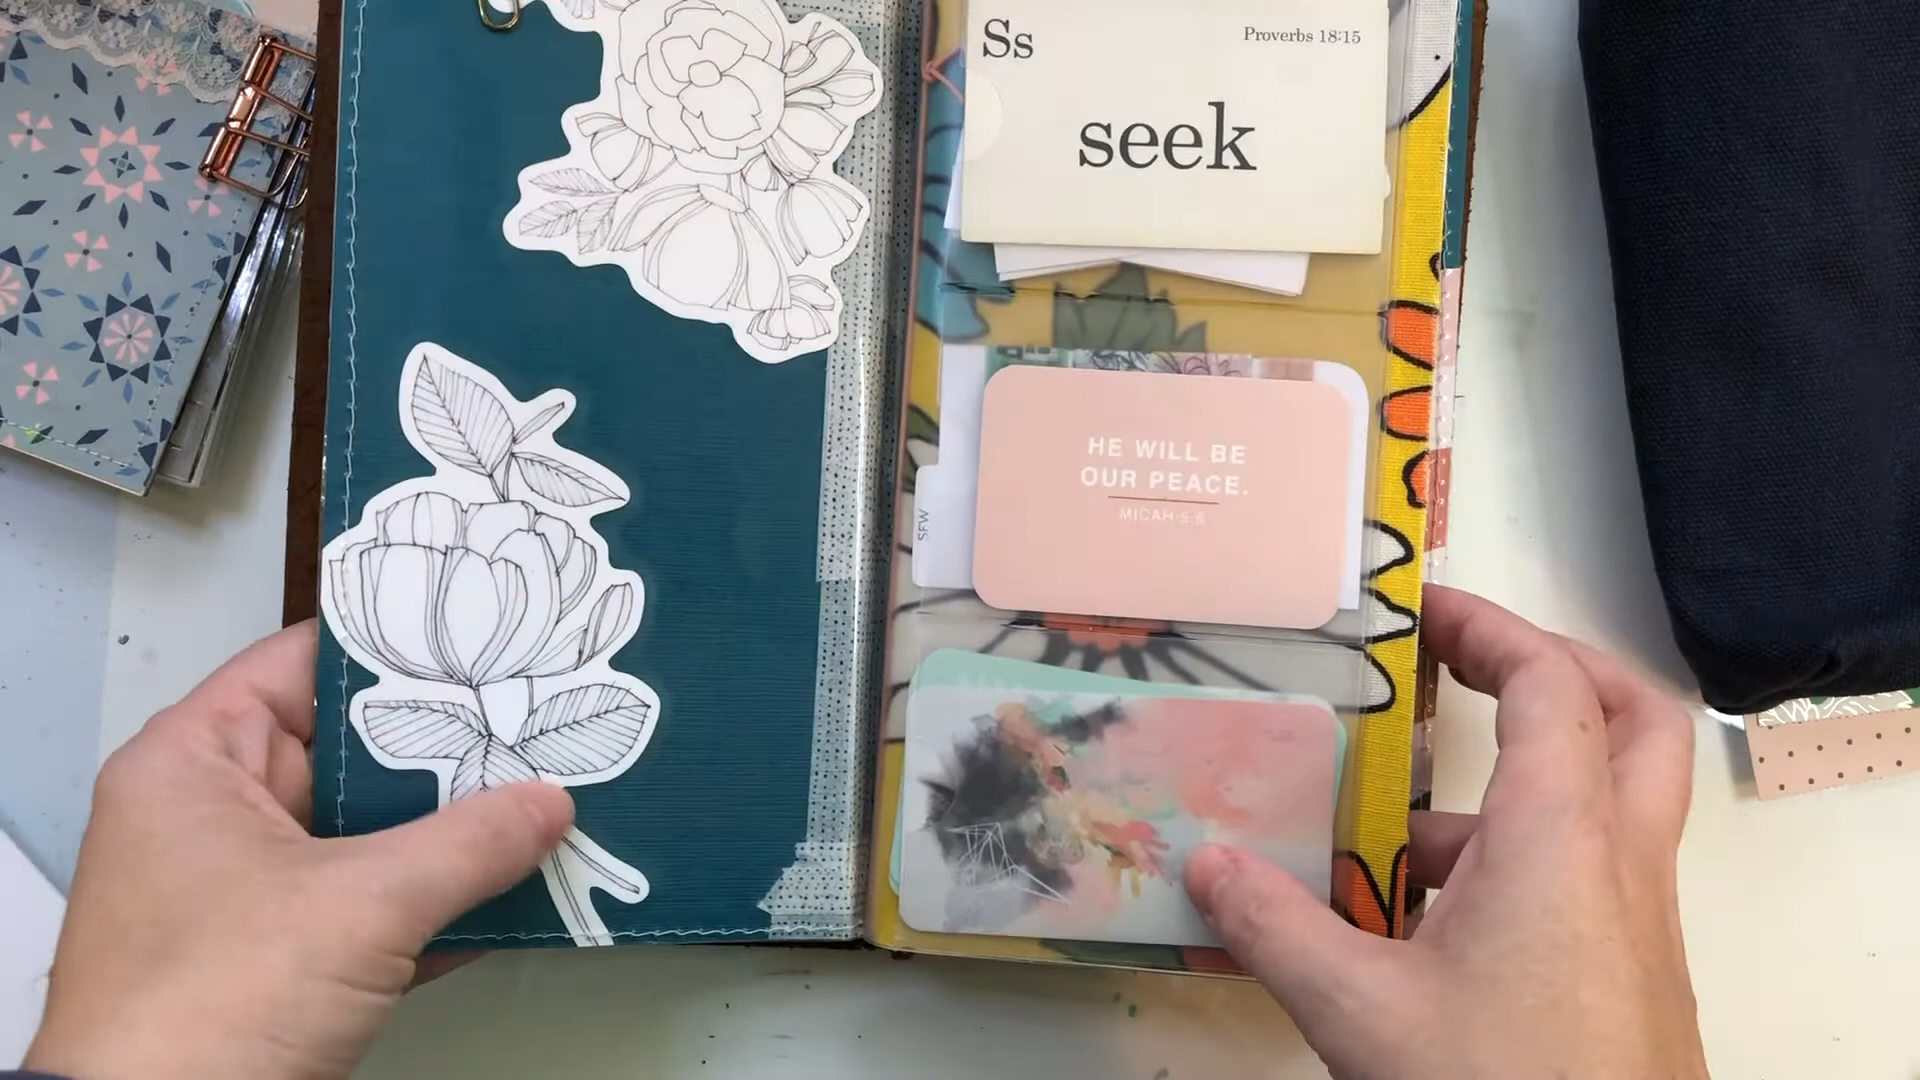 Ss
Proverbs 18:15
seek
HE WILL BE
OUR PEACE.
MICAH 5:5
SFW